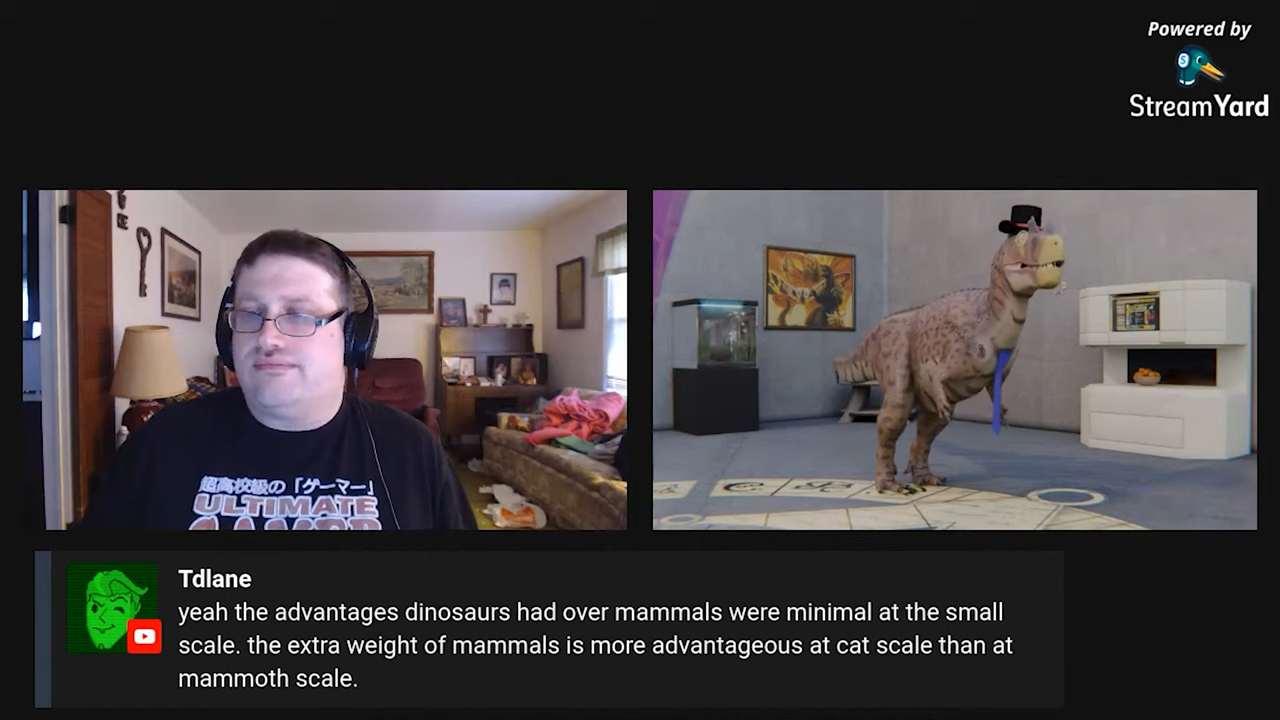 Powered by
StreamYard
超高校級の「ゲーマー」
ULTIMATE
GAMER
Tdlane
yeah the advantages dinosaurs had over mammals were minimal at the small
scale. the extra weight of mammals is more advantageous at cat scale than at
mammoth scale.